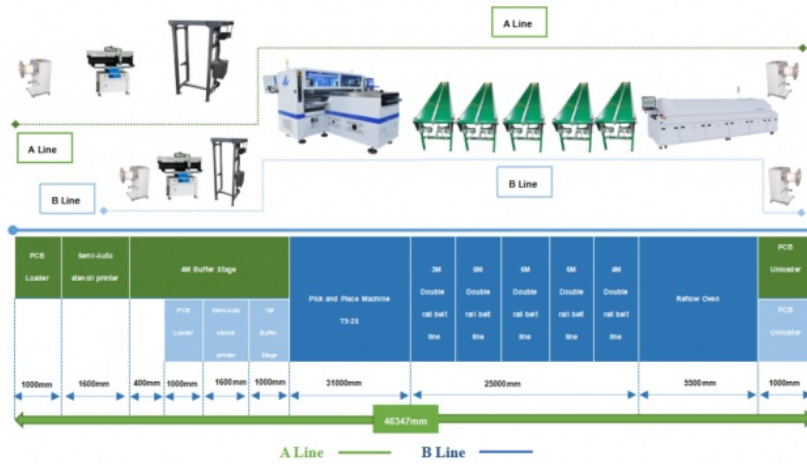 A Line
A Line
B Line
B Line
PCB
Loader
Semi-Auto
stencil printer
4M Buffer Stage
PCB
Loader
Semi-Auto
stencil
printer
1M
Buffer
Stage
Pick and Place Machine
T9-2S
3M
Double
rail belt
line
6M
Double
rail belt
line
6M
Double
rail belt
line
6M
Double
rail belt
line
4M
Double
rail belt
line
Reflow Oven
PCB
Unloader
PCB
Unloader
1000mm
1600mm
400mm
1000mm
1600mm
1000mm
31000mm
25000mm
5500mm
1000mm
46347mm
A Line
B Line